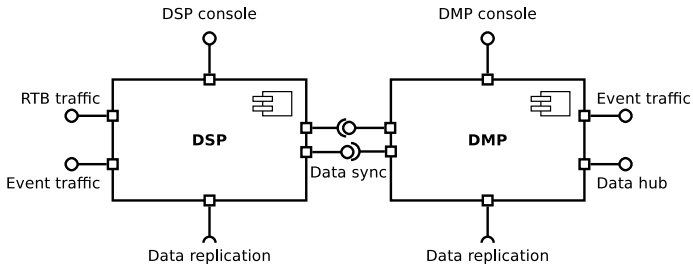 DSP console
DMP console
RTB traffic
Event traffic
DSP
DMP
Event traffic
Data sync
Data hub
Data replication
Data replication